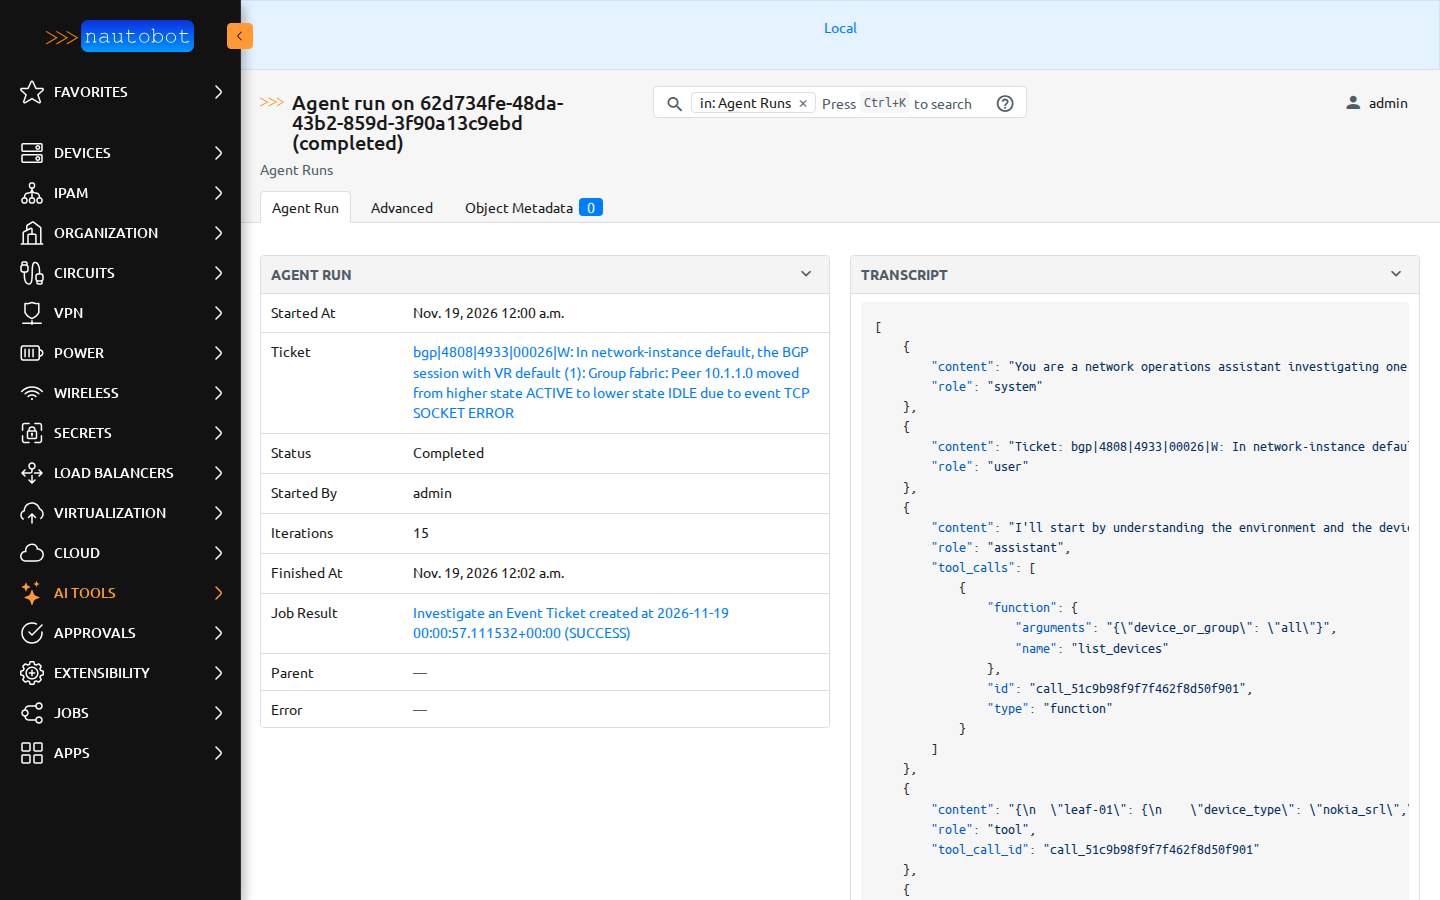 >>> nautobot
FAVORITES
DEVICES
IPAM
ORGANIZATION
CIRCUITS
VPN
POWER
WIRELESS
SECRETS
LOAD BALANCERS
VIRTUALIZATION
CLOUD
AI TOOLS
APPROVALS
EXTENSIBILITY
JOBS
APPS
Local
>>> Agent run on 62d734fe-48da-
43b2-859d-3f90a13c9ebd
(completed)
in: Agent Runs × Press Ctrl+K to search
admin
Agent Runs
Agent Run Advanced Object Metadata 0
AGENT RUN
Started At Nov. 19, 2026 12:00 a.m.
Ticket bgp|4808|4933|00026|W: In network-instance default, the BGP
session with VR default (1): Group fabric: Peer 10.1.1.0 moved
from higher state ACTIVE to lower state IDLE due to event TCP
SOCKET ERROR
Status Completed
Started By admin
Iterations 15
Finished At Nov. 19, 2026 12:02 a.m.
Job Result Investigate an Event Ticket created at 2026-11-19
00:00:57.111532+00:00 (SUCCESS)
Parent —
Error —
TRANSCRIPT
[
{
"content": "You are a network operations assistant investigating one
"role": "system"
},
{
"content": "Ticket: bgp|4808|4933|00026|W: In network-instance defaul
"role": "user"
},
{
"content": "I'll start by understanding the environment and the devic
"role": "assistant",
"tool_calls": [
{
"function": {
"arguments": "{\"device_or_group\": \"all\"}",
"name": "list_devices"
},
"id": "call_51c9b98f9f7f462f8d50f901",
"type": "function"
}
]
},
{
"content": "{\n  \"leaf-01\": {\n    \"device_type\": \"nokia_srl\",
"role": "tool",
"tool_call_id": "call_51c9b98f9f7f462f8d50f901"
},
{